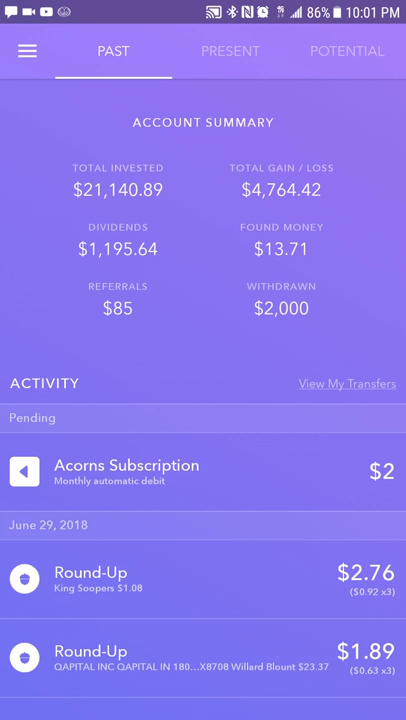 86% 10:01 PM
PAST PRESENT POTENTIAL
ACCOUNT SUMMARY
TOTAL INVESTED TOTAL GAIN / LOSS
$21,140.89 $4,764.42
DIVIDENDS FOUND MONEY
$1,195.64 $13.71
REFERRALS WITHDRAWN
$85 $2,000
ACTIVITY View My Transfers
Pending
Acorns Subscription $2
Monthly automatic debit
June 29, 2018
Round-Up $2.76
King Soopers $1.08 ($0.92 x3)
Round-Up $1.89
QAPITAL INC QAPITAL IN 180...X8708 Willard Blount $23.37 ($0.63 x3)